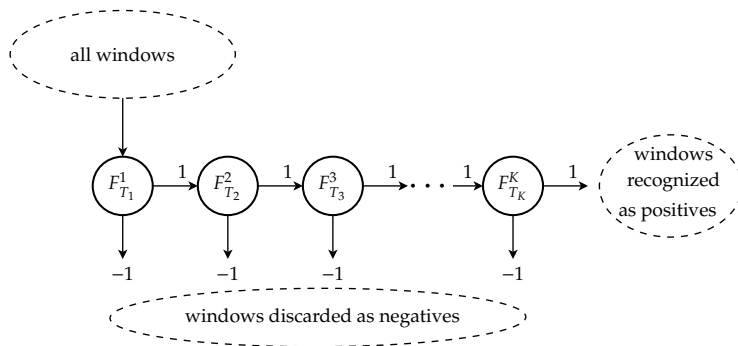 all windows
F^1_{T_1} 1 F^2_{T_2} 1 F^3_{T_3} 1 ... 1 F^K_{T_K} 1
windows
recognized
as positives
−1 −1 −1 −1
windows discarded as negatives